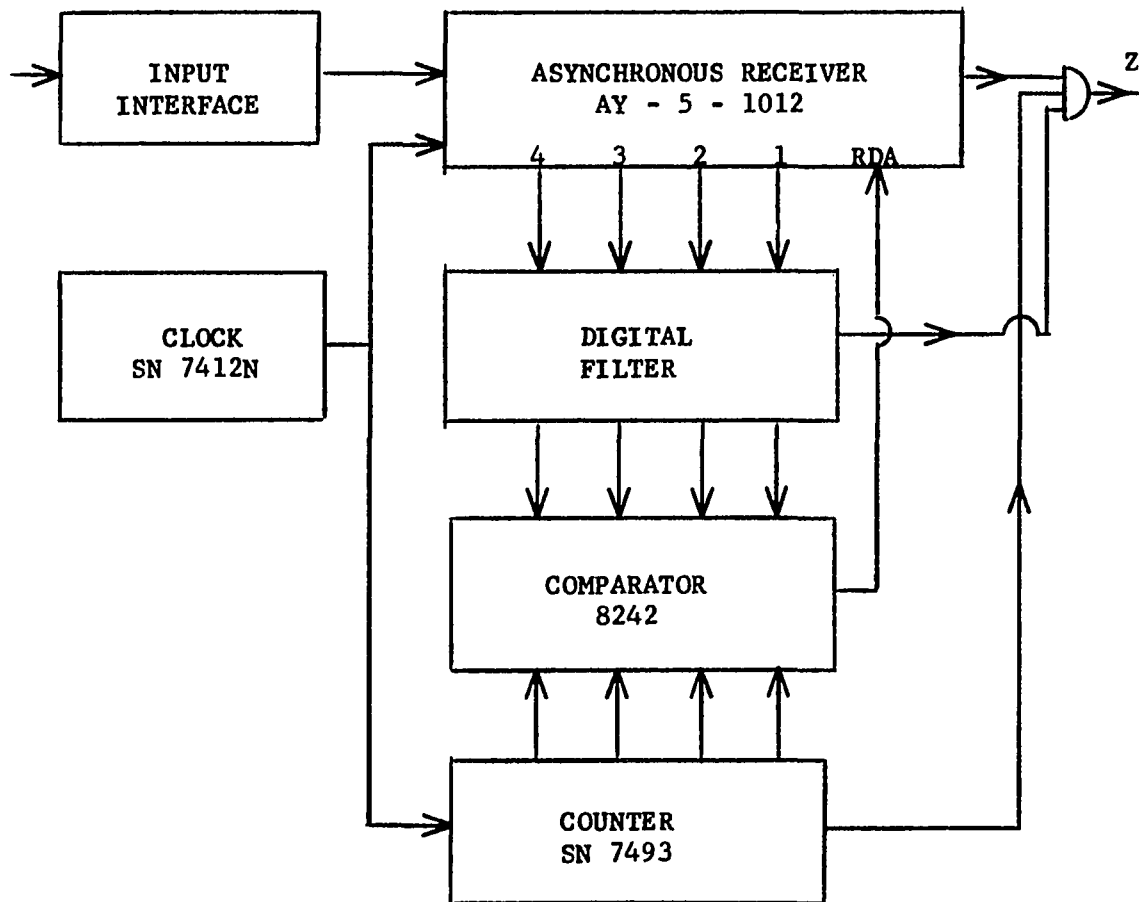 INPUT
INTERFACE
ASYNCHRONOUS RECEIVER
AY - 5 - 1012
4 3 2 1 RDA
Z
CLOCK
SN 7412N
DIGITAL
FILTER
COMPARATOR
8242
COUNTER
SN 7493